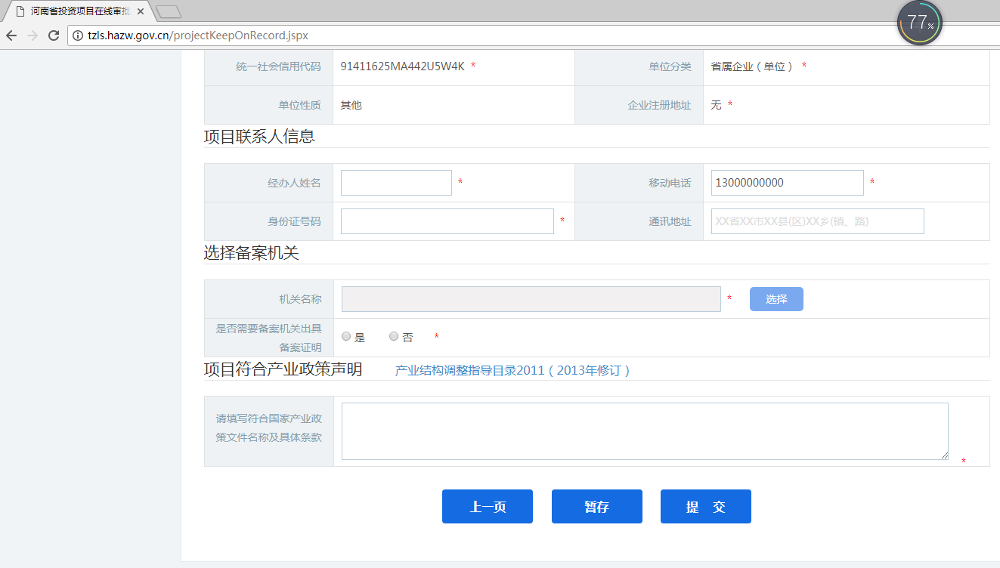 河南省投资项目在线审批
77%
tzls.hazw.gov.cn/projectKeepOnRecord.jspx
统一社会信用代码 91411625MA442U5W4K * 单位分类 省属企业（单位） *
单位性质 其他 企业注册地址 无 *
项目联系人信息
经办人姓名 * 移动电话 13000000000 *
身份证号码 * 通讯地址 XX省XX市XX县(区)XX乡(镇、路)
选择备案机关
机关名称 * 选择
是否需要备案机关出具
备案证明
是 否 *
项目符合产业政策声明 产业结构调整指导目录2011（2013年修订）
请填写符合国家产业政
策文件名称及具体条款
*
上一页 暂存 提 交